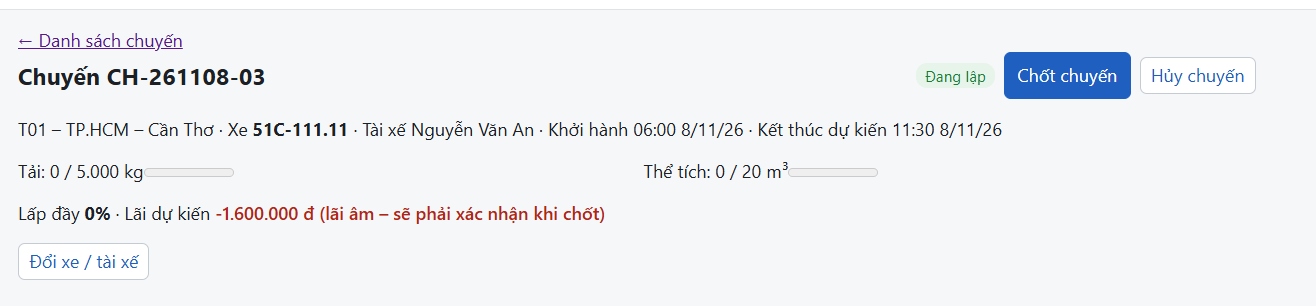 ← Danh sách chuyến
Chuyến CH-261108-03
Đang lập
Chốt chuyến
Hủy chuyến
T01 – TP.HCM – Cần Thơ · Xe 51C-111.11 · Tài xế Nguyễn Văn An · Khởi hành 06:00 8/11/26 · Kết thúc dự kiến 11:30 8/11/26
Tải: 0 / 5.000 kg
Thể tích: 0 / 20 m³
Lấp đầy 0% · Lãi dự kiến -1.600.000 đ (lãi âm – sẽ phải xác nhận khi chốt)
Đổi xe / tài xế